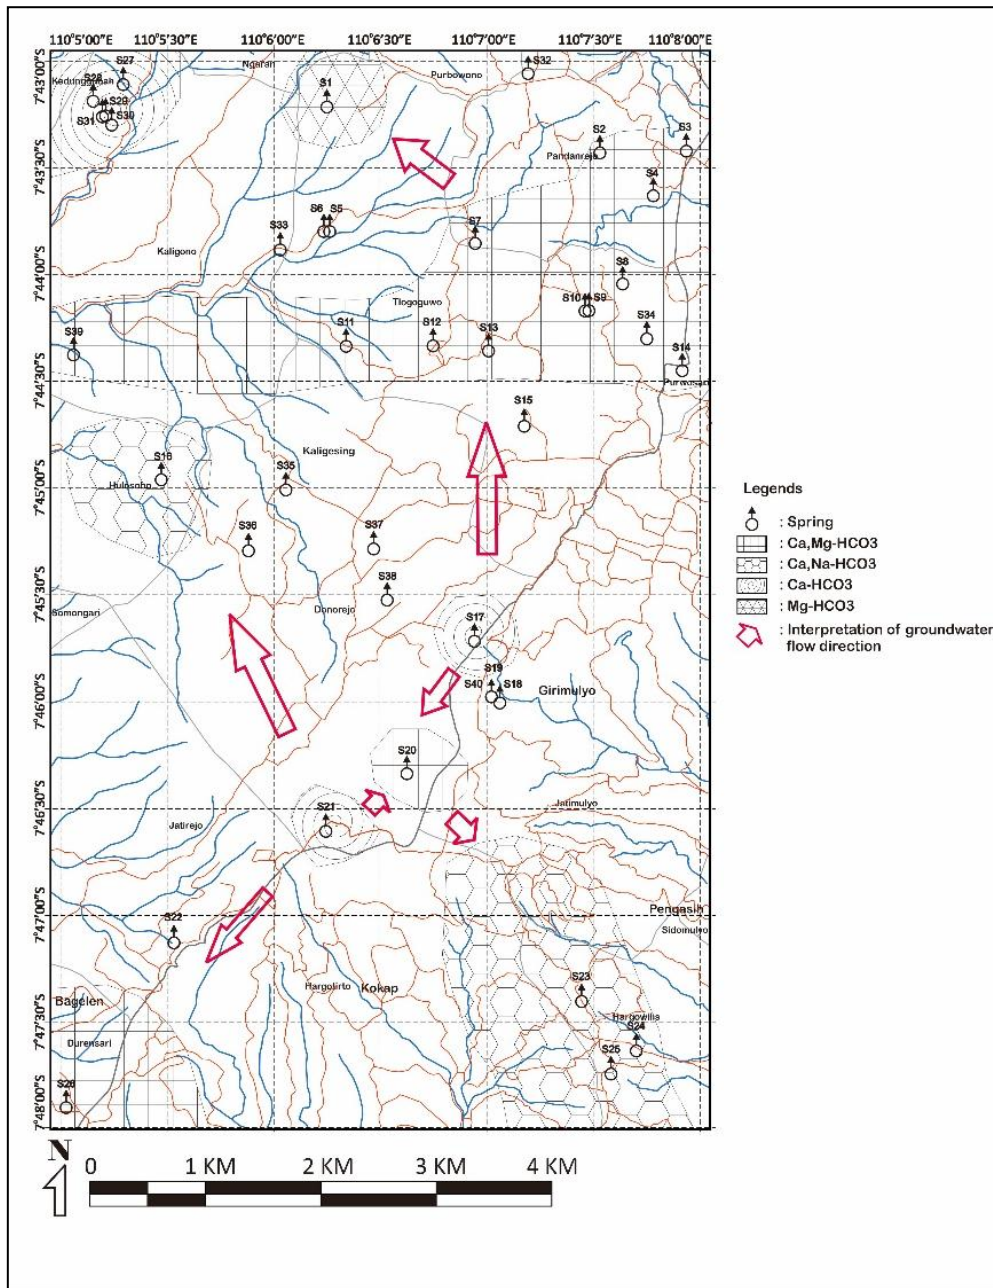 110°5'00"E 110°5'30"E 110°6'00"E 110°6'30"E 110°7'00"E 110°7'30"E 110°8'00"E
7°43'00"S
7°43'30"S
7°44'00"S
7°44'30"S
7°45'00"S
7°45'30"S
7°46'00"S
7°46'30"S
7°47'00"S
7°47'30"S
7°48'00"S
S27
Ngaran
S32
Purbowono
S28
S1
S29
S31
S30
S2
S3
Pandanrejo
S4
S6 S5
S33
S7
Kaligono
S8
Tlogoguwo
S10 S9
S39
S11
S12
S13
S34
S14
Purwosari
S15
Kaligesing
S16
S35
S36
S37
S38
Donorejo
Somongari
S17
S19
S40 S18
Girimulyo
S20
S21
Jatimulyo
Jatirejo
S22
Pengasih
Sidomulyo
S23
Bagelen
Hargotirto
Kokap
Hargowilis
S24
Durensari
S25
S26
Legends
: Spring
: Ca,Mg-HCO3
: Ca,Na-HCO3
: Ca-HCO3
: Mg-HCO3
: Interpretation of groundwater
flow direction
N
0 1 KM 2 KM 3 KM 4 KM